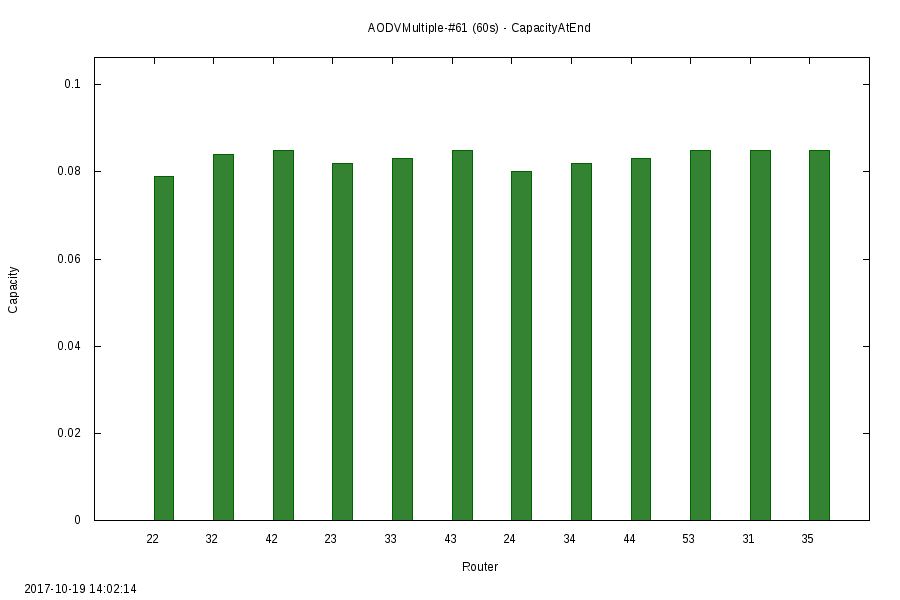 AODVMultiple-#61 (60s) - CapacityAtEnd
0.1
0.08
0.06
0.04
0.02
0
Capacity
22 32 42 23 33 43 24 34 44 53 31 35
Router
2017-10-19 14:02:14